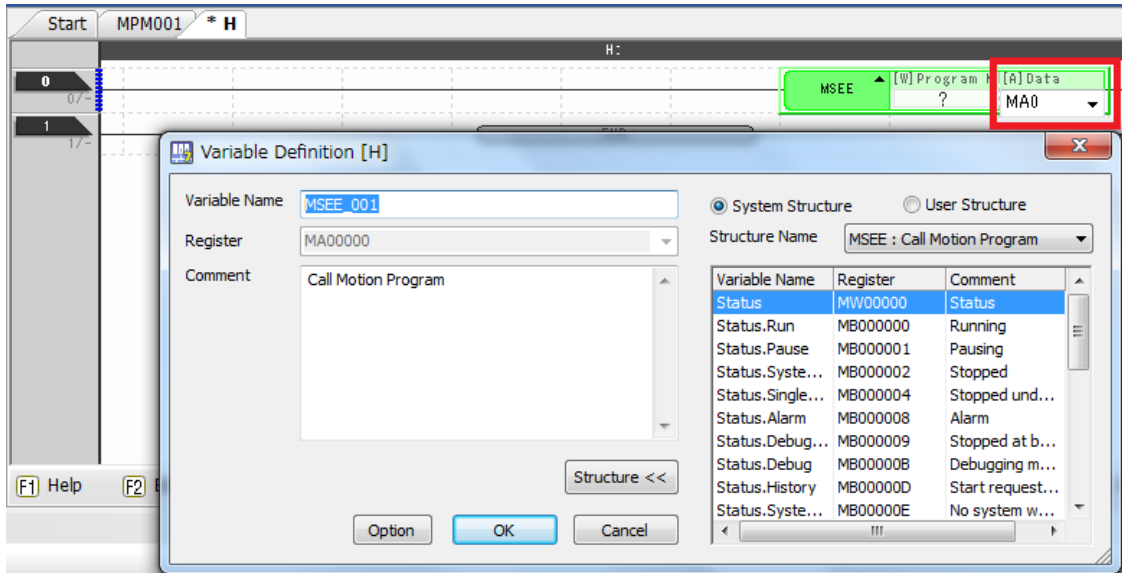 Start MPM001 * H
H:
0
0/-
MSEE [W]Program [A]Data
? MA0
1
1/-
Variable Definition [H]
Variable Name MSEE_001
System Structure User Structure
Register MA00000
Structure Name MSEE : Call Motion Program
Comment Call Motion Program
Variable Name Register Comment
Status MW00000 Status
Status.Run MB000000 Running
Status.Pause MB000001 Pausing
Status.Syste... MB000002 Stopped
Status.Single... MB000004 Stopped und...
Status.Alarm MB000008 Alarm
Status.Debug... MB000009 Stopped at b...
Status.Debug MB00000B Debugging m...
Status.History MB00000D Start request...
Status.Syste... MB00000E No system w...
Structure <<
F1 Help F2
Option OK Cancel